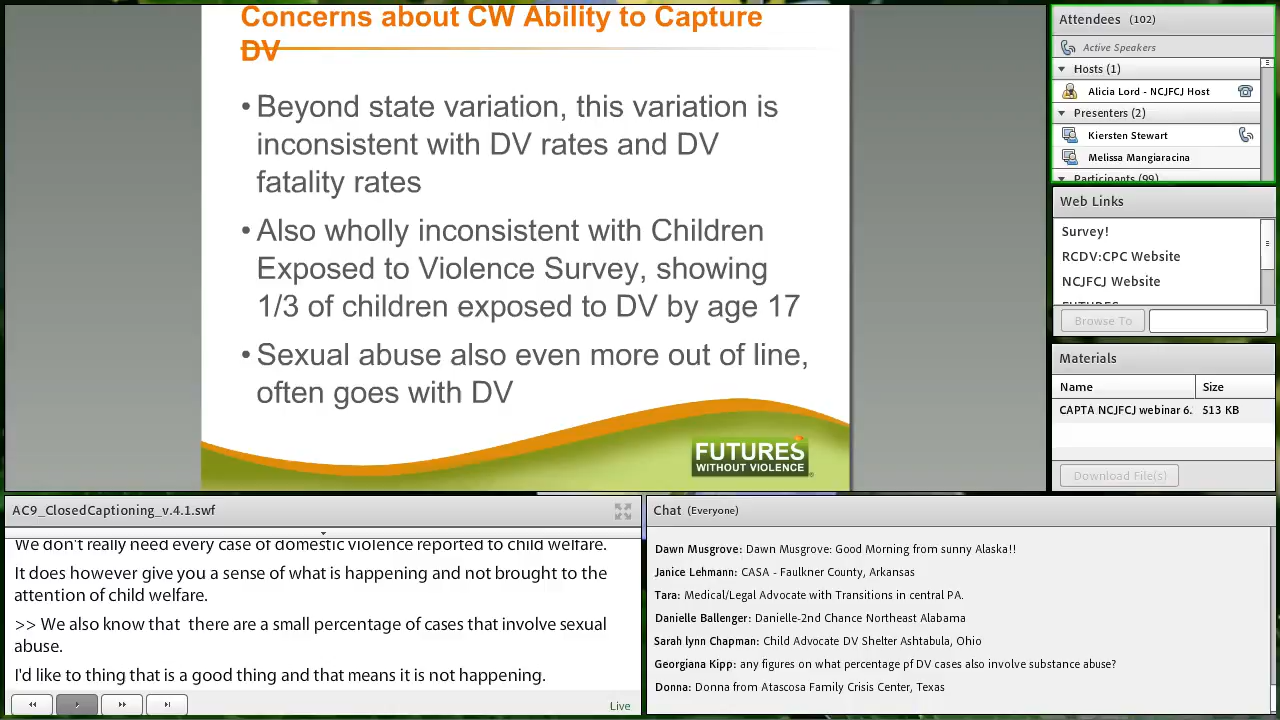 Concerns about CW Ability to Capture
DV
• Beyond state variation, this variation is
inconsistent with DV rates and DV
fatality rates
• Also wholly inconsistent with Children
Exposed to Violence Survey, showing
1/3 of children exposed to DV by age 17
• Sexual abuse also even more out of line,
often goes with DV
FUTURES
WITHOUT VIOLENCE
Attendees (102)
Active Speakers
Hosts (1)
Alicia Lord - NCJFCJ Host
Presenters (2)
Kiersten Stewart
Melissa Mangiaracina
Participants (99)
Web Links
Survey!
RCDV:CPC Website
NCJFCJ Website
FUTURES
Browse To
Materials
Name Size
CAPTA NCJFCJ webinar 6. 513 KB
Download File(s)
AC9_ClosedCaptioning_v.4.1.swf
We don't really need every case of domestic violence reported to child welfare.
It does however give you a sense of what is happening and not brought to the
attention of child welfare.
>> We also know that there are a small percentage of cases that involve sexual
abuse.
I'd like to thing that is a good thing and that means it is not happening.
Live
Chat (Everyone)
Dawn Musgrove: Dawn Musgrove: Good Morning from sunny Alaska!!
Janice Lehmann: CASA - Faulkner County, Arkansas
Tara: Medical/Legal Advocate with Transitions in central PA.
Danielle Ballenger: Danielle-2nd Chance Northeast Alabama
Sarah lynn Chapman: Child Advocate DV Shelter Ashtabula, Ohio
Georgiana Kipp: any figures on what percentage pf DV cases also involve substance abuse?
Donna: Donna from Atascosa Family Crisis Center, Texas